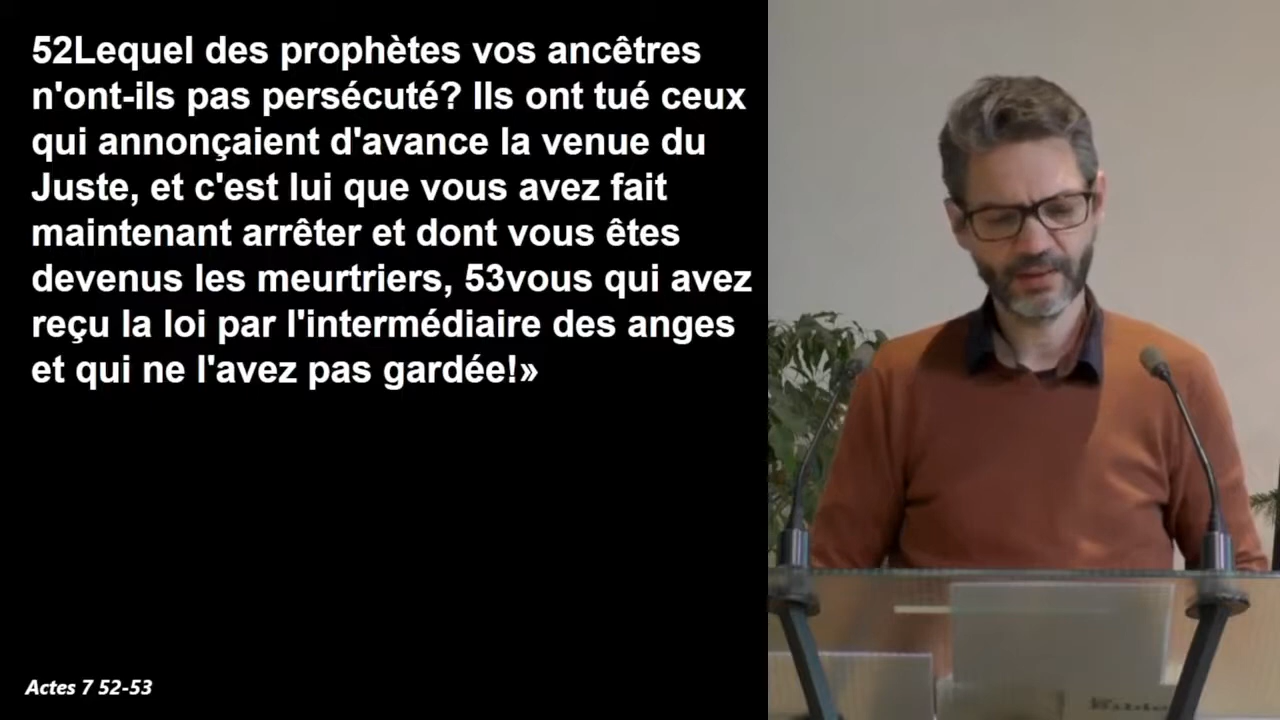 52Lequel des prophètes vos ancêtres
n'ont-ils pas persécuté? Ils ont tué ceux
qui annonçaient d'avance la venue du
Juste, et c'est lui que vous avez fait
maintenant arrêter et dont vous êtes
devenus les meurtriers, 53vous qui avez
reçu la loi par l'intermédiaire des anges
et qui ne l'avez pas gardée!»
Actes 7 52-53